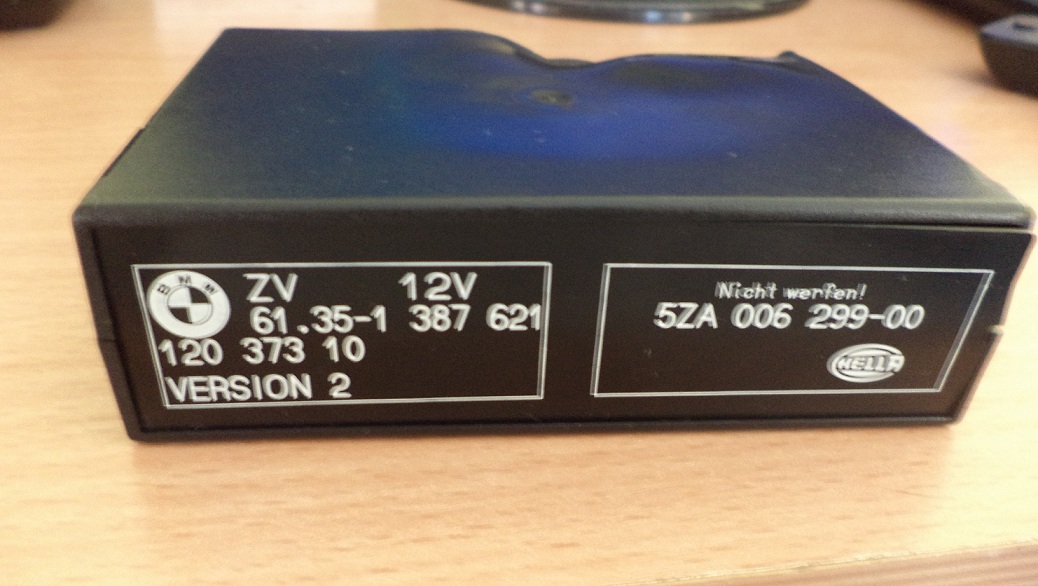 BMW
ZV 12V
61.35-1 387 621
120 373 10
VERSION 2
Nicht werfen!
5ZA 006 299-00
HELLA